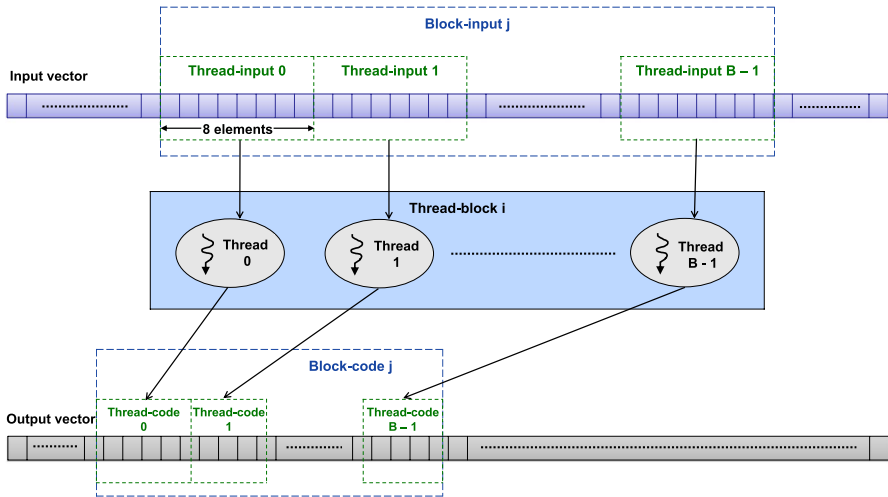 Block-input j
Thread-input 0
Thread-input 1
Thread-input B – 1
Input vector
8 elements
Thread-block i
Thread
0
Thread
1
Thread
B - 1
Block-code j
Thread-code
0
Thread-code
1
Thread-code
B – 1
Output vector